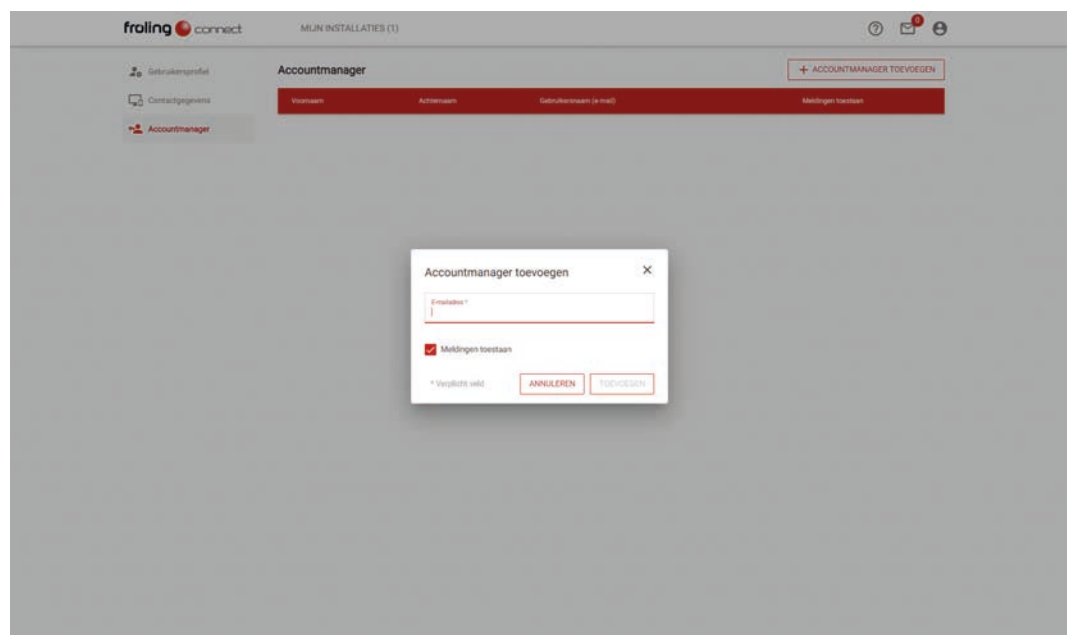 froling connect MIJN INSTALLATIES (1) 0
Gebruikersprofiel
Contactgegevens
Accountmanager
Accountmanager
+ ACCOUNTMANAGER TOEVOEGEN
Voornaam Achternaam Gebruikersnaam (e-mail) Meldingen toestaan
Accountmanager toevoegen
E-mailadres *
Meldingen toestaan
* Verplicht veld ANNULEREN TOEVOEGEN